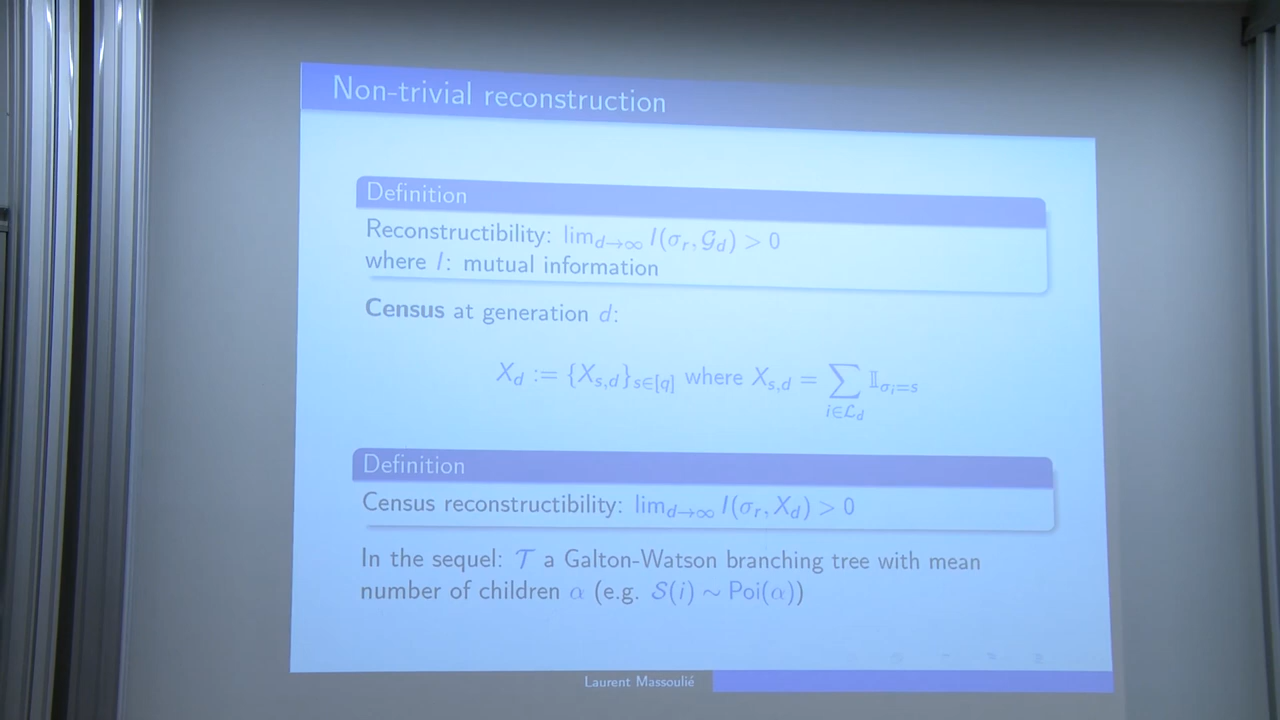 Non-trivial reconstruction
Definition
Reconstructibility: lim_{d→∞} I(σ_r, 𝒢_d) > 0
where I: mutual information
Census at generation d:
X_d := {X_{s,d}}_{s∈[q]} where X_{s,d} = ∑_{i∈ℒ_d} 𝕀_{σ_i=s}
Definition
Census reconstructibility: lim_{d→∞} I(σ_r, X_d) > 0
In the sequel: 𝒯 a Galton-Watson branching tree with mean
number of children α (e.g. 𝒮(i) ∼ Poi(α))
Laurent Massoulié